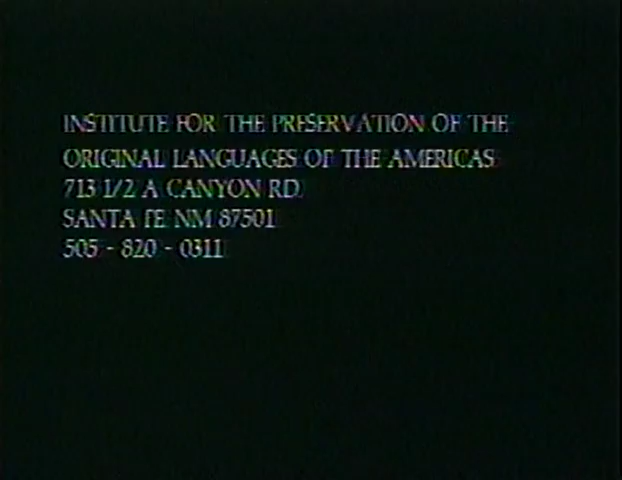 INSTITUTE FOR THE PRESERVATION OF THE
ORIGINAL LANGUAGES OF THE AMERICAS
713 1/2 A CANYON RD.
SANTA FE NM 87501
505 - 820 - 0311